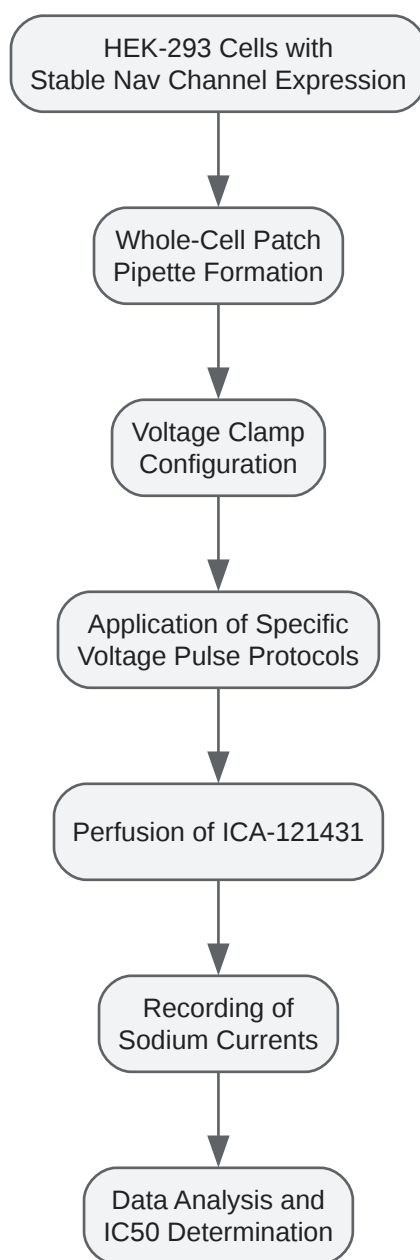 HEK-293 Cells with
Stable Nav Channel Expression
Whole-Cell Patch
Pipette Formation
Voltage Clamp
Configuration
Application of Specific
Voltage Pulse Protocols
Perfusion of ICA-121431
Recording of
Sodium Currents
Data Analysis and
IC50 Determination